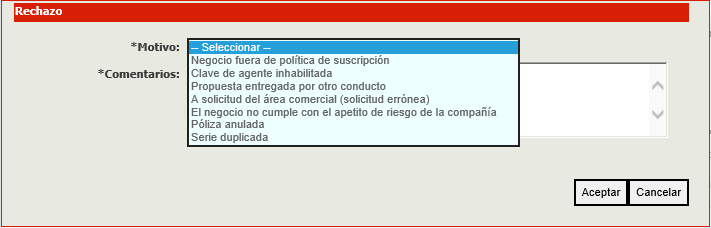 Rechazo
*Motivo:
-- Seleccionar --
Negocio fuera de política de suscripción
Clave de agente inhabilitada
Propuesta entregada por otro conducto
A solicitud del área comercial (solicitud errónea)
El negocio no cumple con el apetito de riesgo de la compañía
Póliza anulada
Serie duplicada
*Comentarios:
Aceptar Cancelar